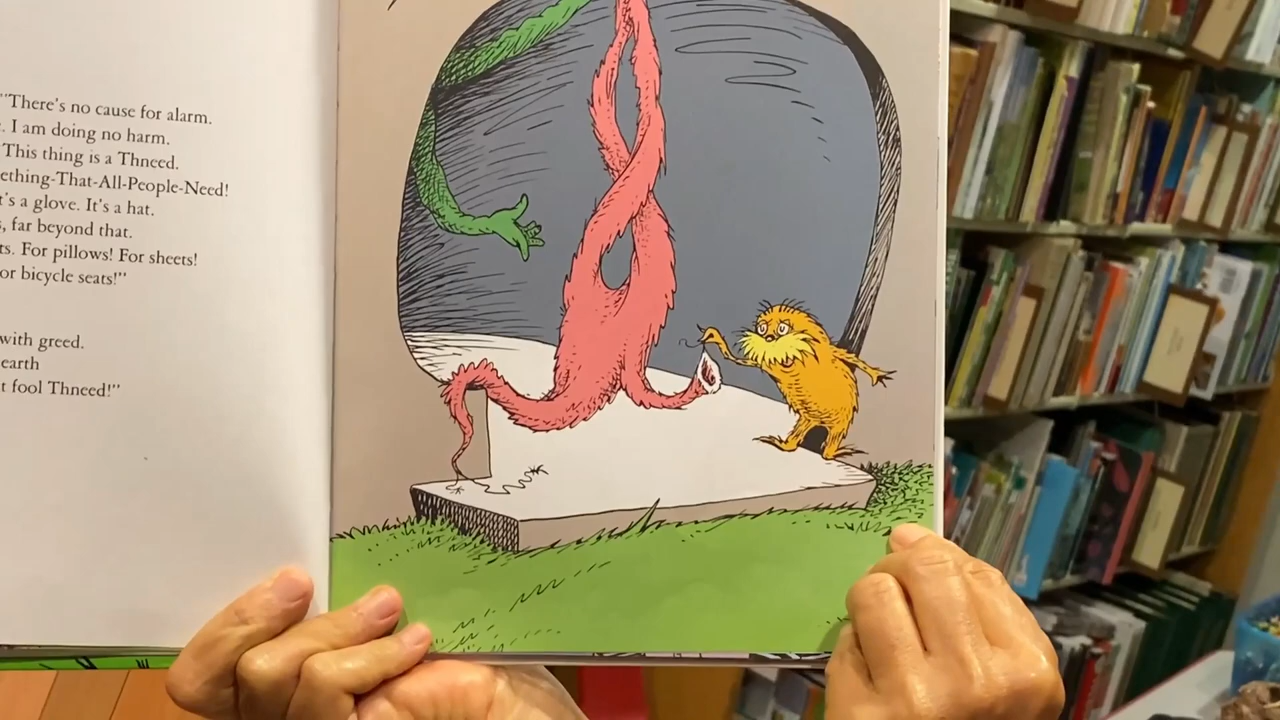 "There's no cause for alarm.
. I am doing no harm.
This thing is a Thneed.
ething-That-All-People-Need!
t's a glove. It's a hat.
, far beyond that.
ts. For pillows! For sheets!
or bicycle seats!"
with greed.
earth
t fool Thneed!"